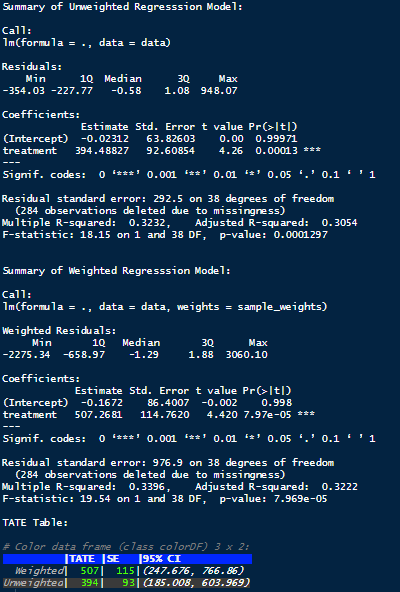 Summary of Unweighted Regresssion Model:
Call:
lm(formula = ., data = data)
Residuals:
Min 1Q Median 3Q Max
-354.03 -227.77 -0.58 1.08 948.07
Coefficients:
Estimate Std. Error t value Pr(>|t|)
(Intercept) -0.02312 63.82603 0.00 0.99971
treatment 394.48827 92.60854 4.26 0.00013 ***
---
Signif. codes: 0 ‘***’ 0.001 ‘**’ 0.01 ‘*’ 0.05 ‘.’ 0.1 ‘ ’ 1
Residual standard error: 292.5 on 38 degrees of freedom
(284 observations deleted due to missingness)
Multiple R-squared: 0.3232, Adjusted R-squared: 0.3054
F-statistic: 18.15 on 1 and 38 DF, p-value: 0.0001297
Summary of Weighted Regresssion Model:
Call:
lm(formula = ., data = data, weights = sample_weights)
Weighted Residuals:
Min 1Q Median 3Q Max
-2275.34 -658.97 -1.29 1.88 3060.10
Coefficients:
Estimate Std. Error t value Pr(>|t|)
(Intercept) -0.1672 86.4007 -0.002 0.998
treatment 507.2681 114.7620 4.420 7.97e-05 ***
---
Signif. codes: 0 ‘***’ 0.001 ‘**’ 0.01 ‘*’ 0.05 ‘.’ 0.1 ‘ ’ 1
Residual standard error: 976.9 on 38 degrees of freedom
(284 observations deleted due to missingness)
Multiple R-squared: 0.3396, Adjusted R-squared: 0.3222
F-statistic: 19.54 on 1 and 38 DF, p-value: 7.969e-05
TATE Table:
# Color data frame (class colorDF) 3 x 2:
|TATE |SE |95% CI
Weighted| 507| 115|(247.676, 766.86)
Unweighted| 394| 93|(185.008, 603.969)